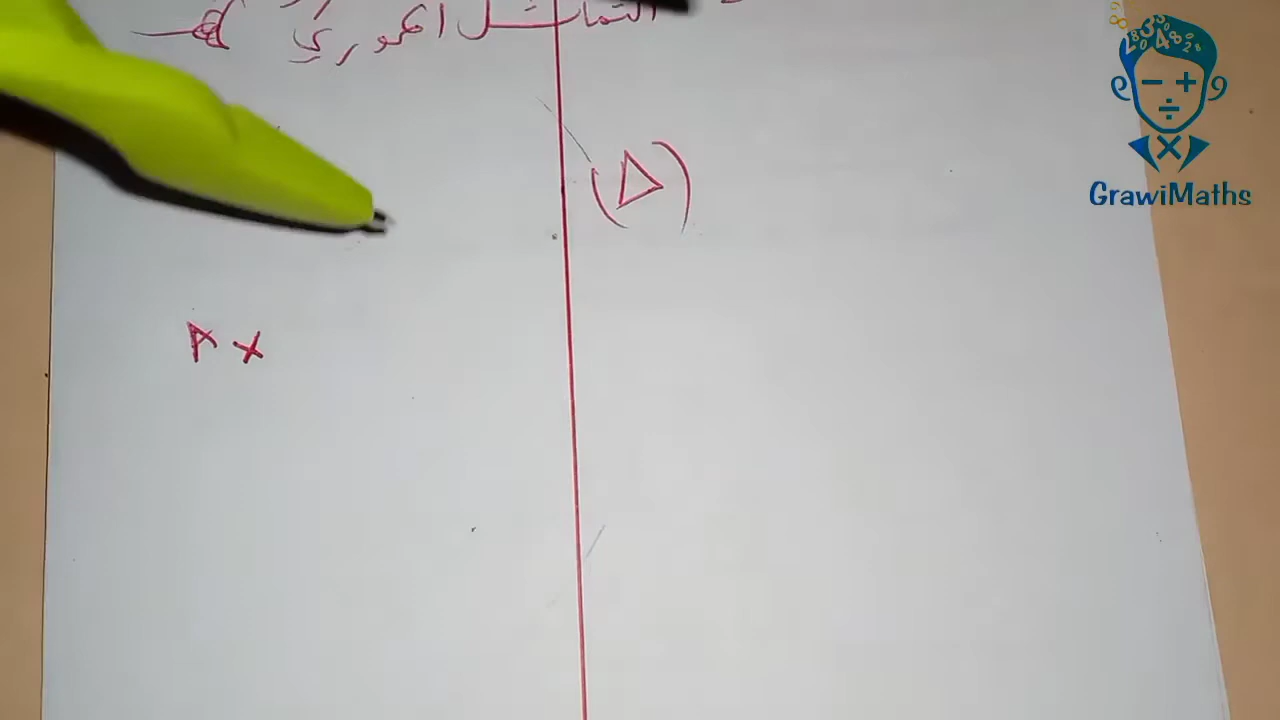 التماثل المحوري
(Δ)
A ×
GrawiMaths